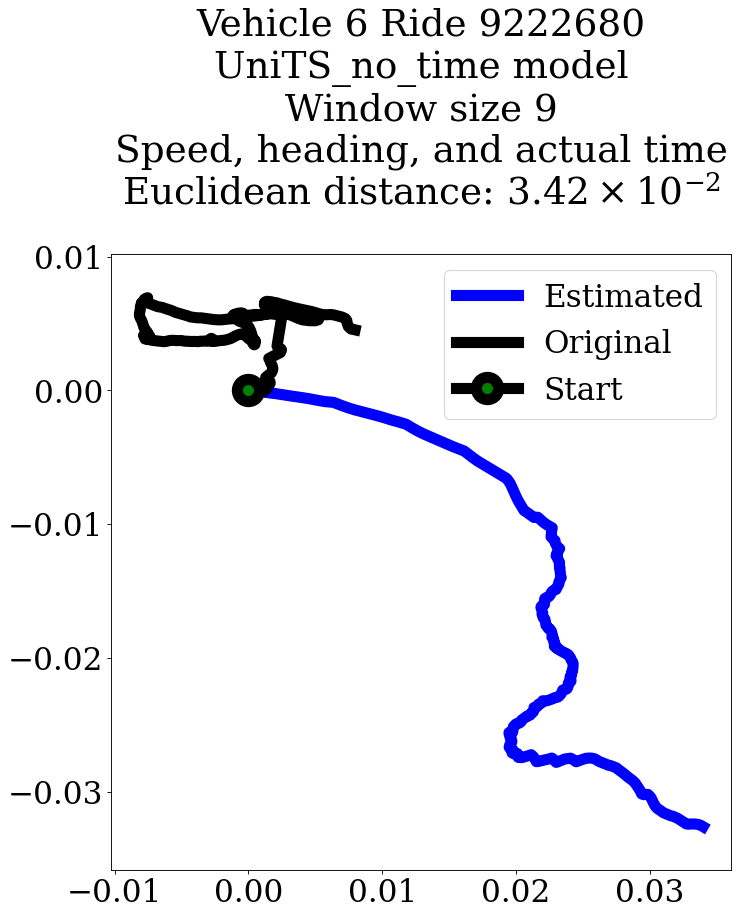 Vehicle 6 Ride 9222680
UniTS_no_time model
Window size 9
Speed, heading, and actual time
Euclidean distance: 3.42 × 10⁻²
0.01
0.00
−0.01
−0.02
−0.03
Estimated
Original
Start
−0.01 0.00 0.01 0.02 0.03